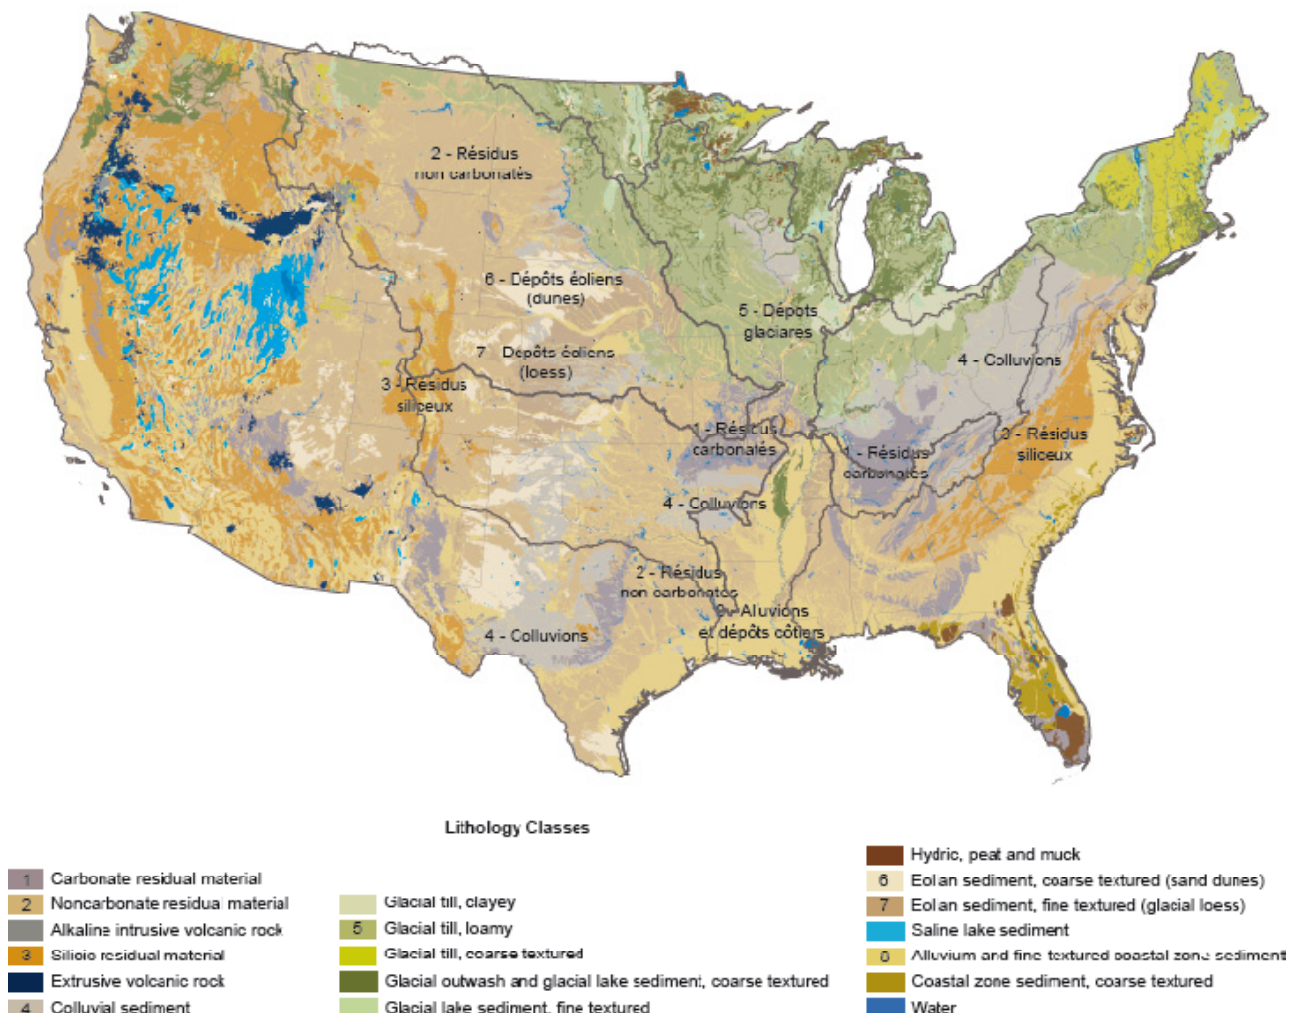 2 - Résidus
non carbonatés
6 - Dépôts éoliens
(dunes)
5 - Dépôts
glaciares
7 - Dépôts éoliens
(loess)
4 - Colluvions
3 - Résidus
siliceux
1 - Résidus
carbonatés
3 - Résidus
siliceux
1 - Résidus
carbonatés
4 - Colluvions
2 - Résidus
non carbonatés
Alluvions
et dépôts côtiers
4 - Colluvions
Lithology Classes
1 Carbonate residual material
2 Noncarbonate residual material
Alkaline intrusive volcanic rock
3 Silicic residual material
Extrusive volcanic rock
4 Colluvial sediment
Glacial till, clayey
5 Glacial till, loamy
Glacial till, coarse textured
Glacial outwash and glacial lake sediment, coarse textured
Glacial lake sediment, fine textured
Hydric, peat and muck
6 Eolian sediment, coarse textured (sand dunes)
7 Eolian sediment, fine textured (glacial loess)
Saline lake sediment
Alluvium and fine textured coastal zone sediment
Coastal zone sediment, coarse textured
Water